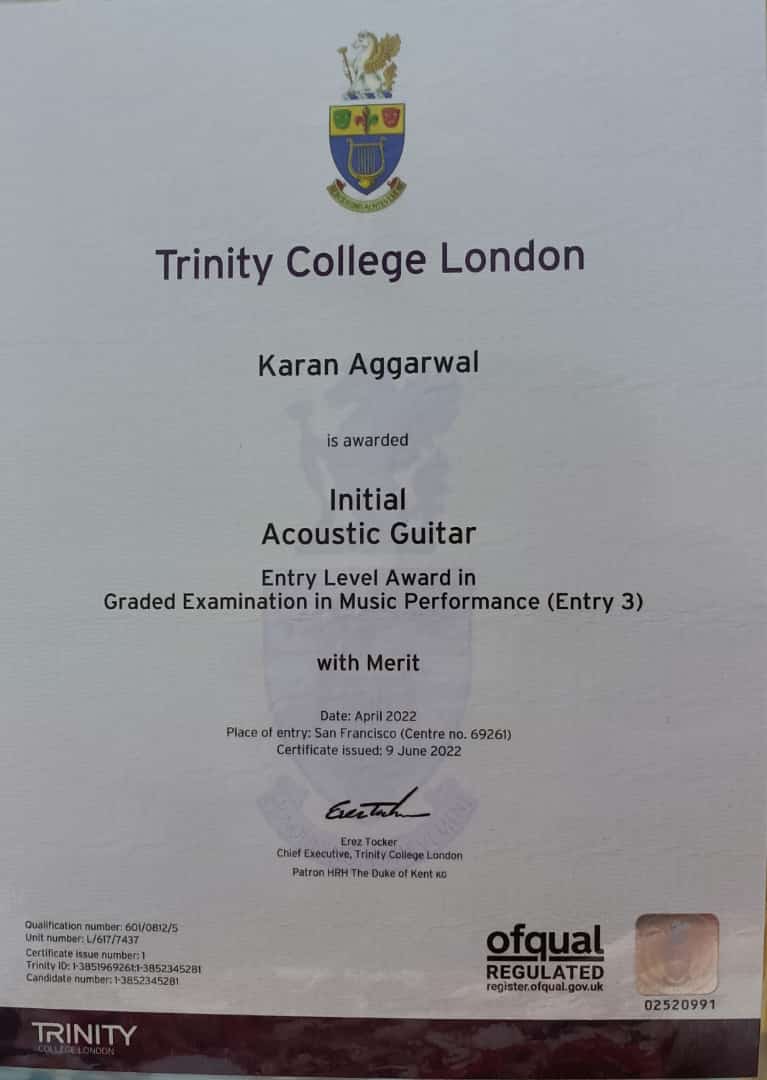 Trinity College London
Karan Aggarwal
is awarded
Initial
Acoustic Guitar
Entry Level Award in
Graded Examination in Music Performance (Entry 3)
with Merit
Date: April 2022
Place of entry: San Francisco (Centre no. 69261)
Certificate issued: 9 June 2022
Erez Tocker
Chief Executive, Trinity College London
Patron HRH The Duke of Kent KG
Qualification number: 601/0812/5
Unit number: L/617/7437
Certificate issue number: 1
Trinity ID: 1-385196926:1-3852345281
Candidate number: 1-3852345281
ofqual
REGULATED
register.ofqual.gov.uk
02520991
TRINITY
COLLEGE LONDON